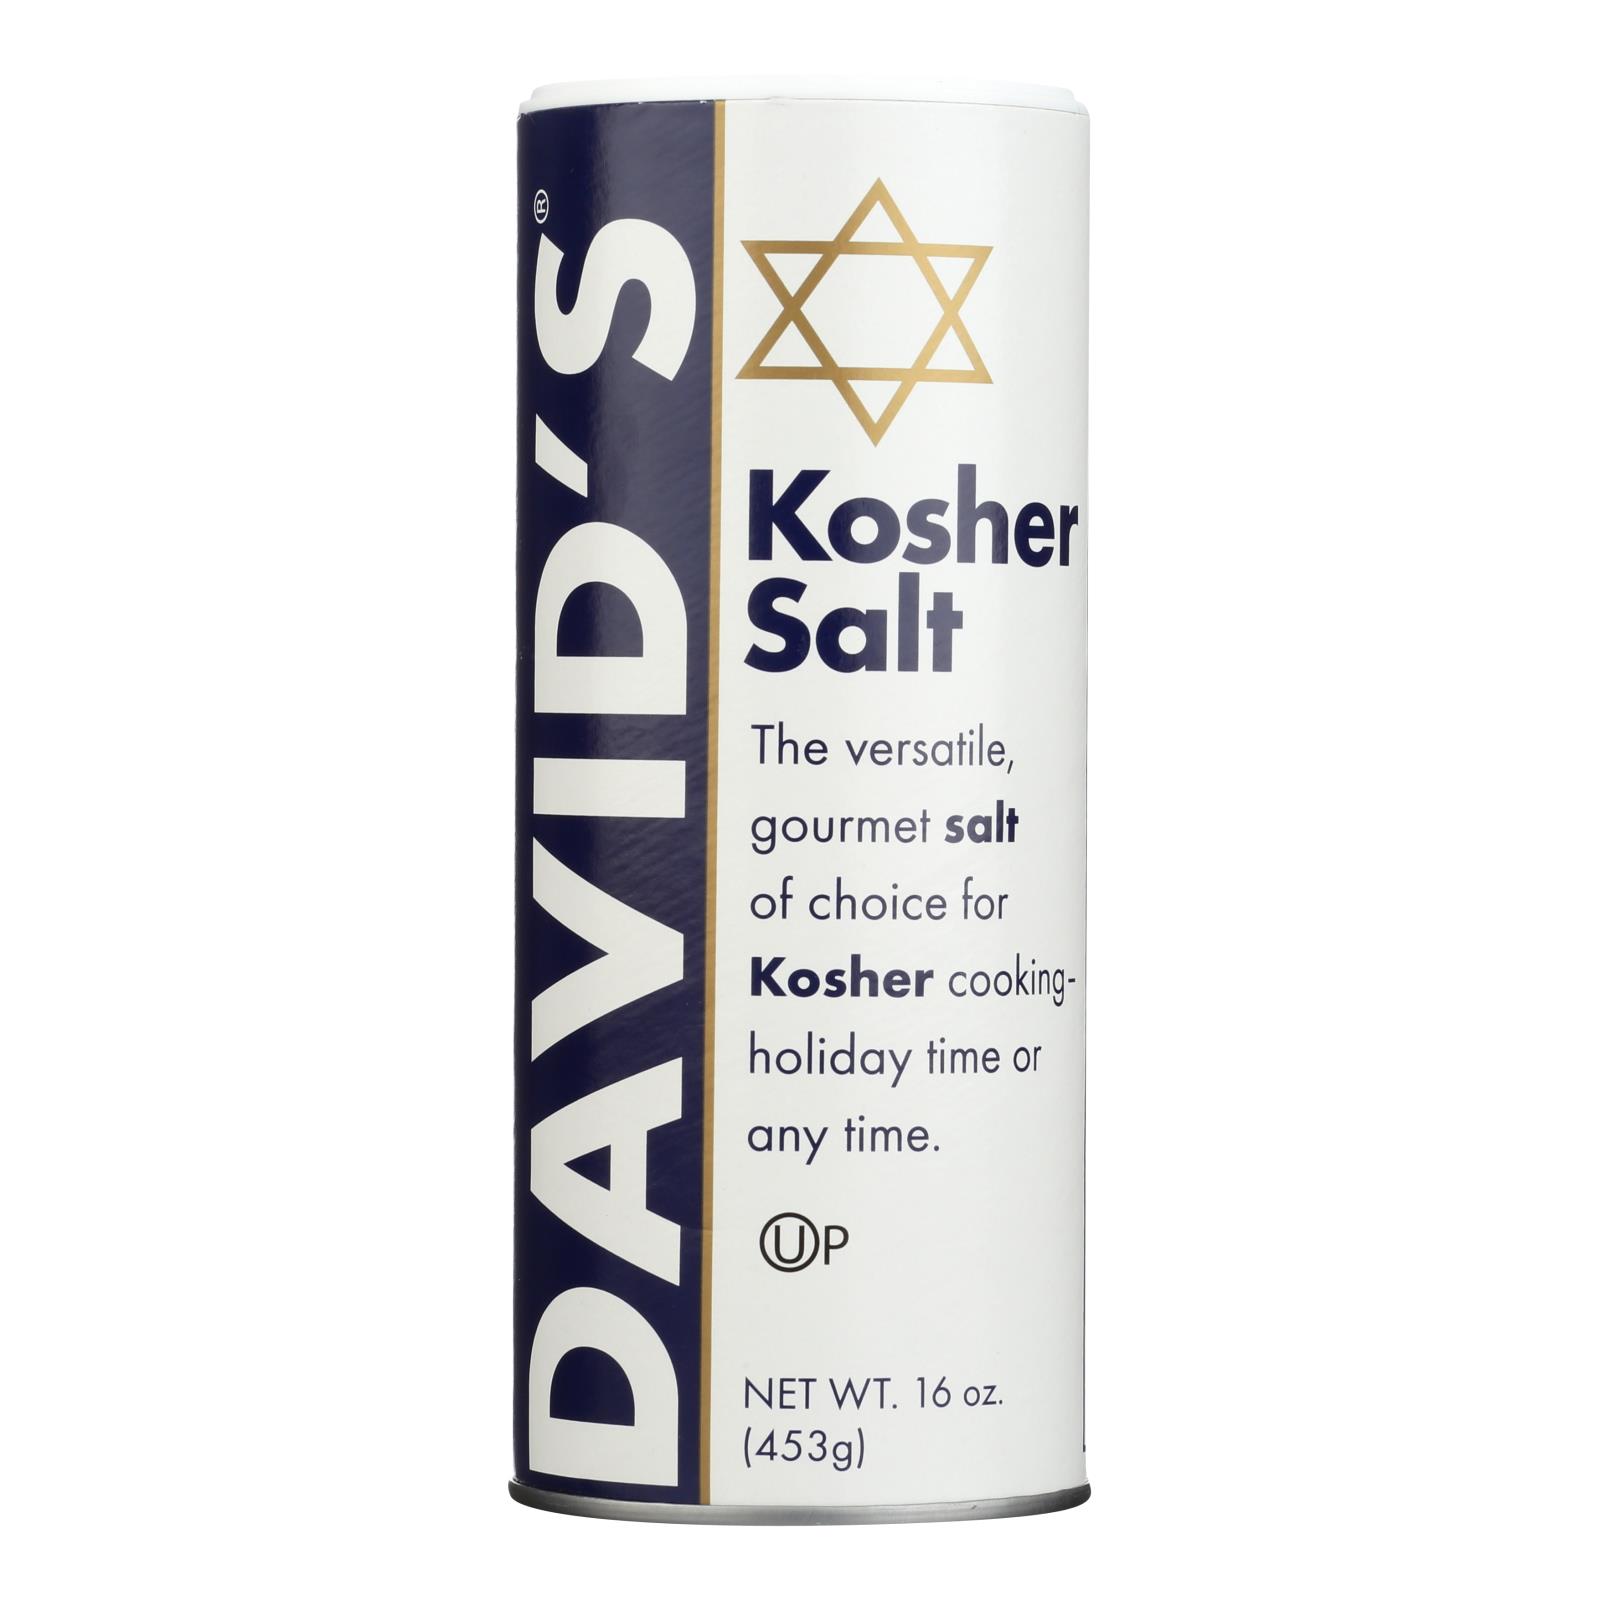 DAVID'S®
Kosher
Salt
The versatile,
gourmet salt
of choice for
Kosher cooking-
holiday time or
any time.
ⓊP
NET WT. 16 oz.
(453g)